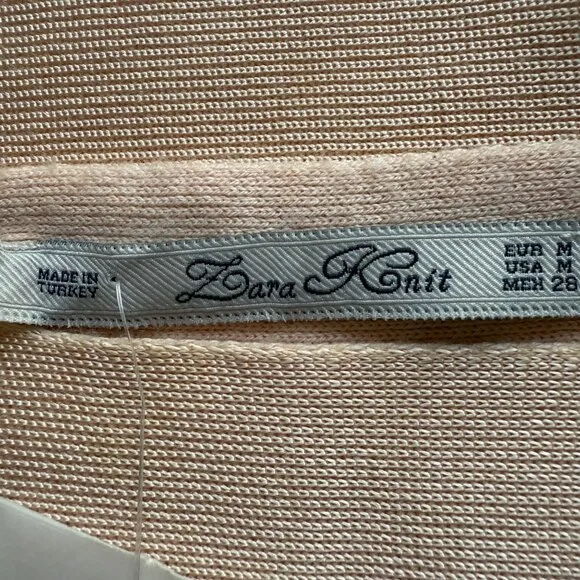 MADE IN
TURKEY
Zara Knit
EUR M
USA M
MEX 28